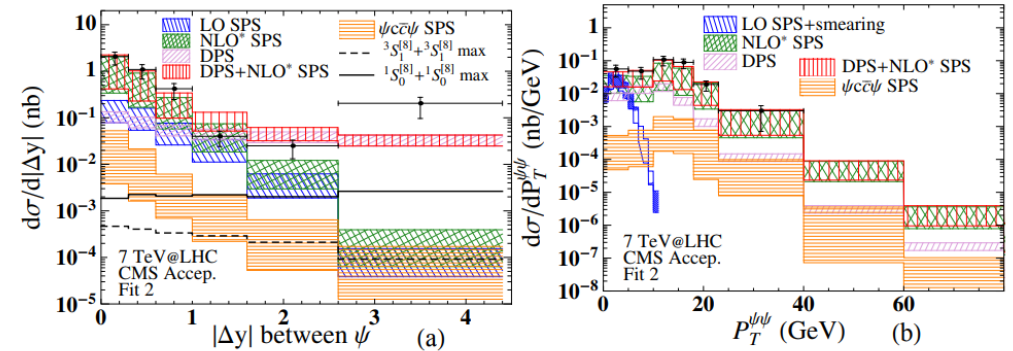 LO SPS
NLO* SPS
DPS
DPS+NLO* SPS
ψcc̄ψ SPS
³S₁^[8]+³S₁^[8] max
¹S₀^[8]+¹S₀^[8] max
10
1
10⁻¹
10⁻²
10⁻³
10⁻⁴
10⁻⁵
dσ/d|Δy| (nb)
7 TeV@LHC
CMS Accep.
Fit 2
0 1 2 3 4
|Δy| between ψ (a)
LO SPS+smearing
NLO* SPS
DPS
DPS+NLO* SPS
ψcc̄ψ SPS
10
1
10⁻¹
10⁻²
10⁻³
10⁻⁴
10⁻⁵
10⁻⁶
10⁻⁷
10⁻⁸
dσ/dP_T^ψψ (nb/GeV)
7 TeV@LHC
CMS Accep.
Fit 2
0 20 40 60
P_T^ψψ (GeV) (b)